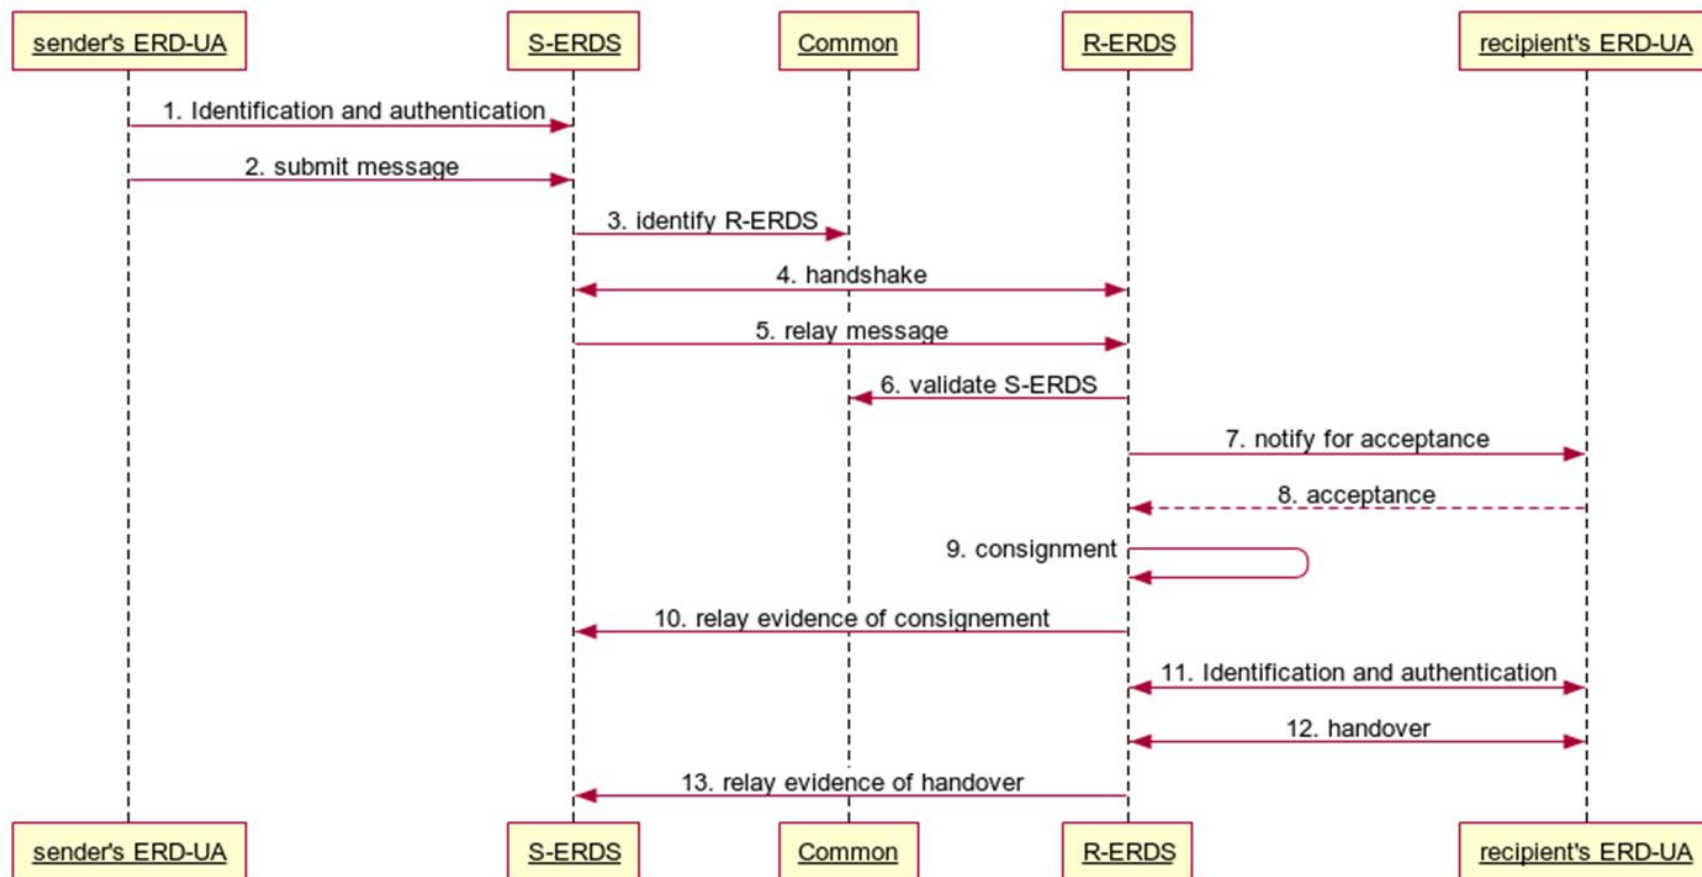 sender's ERD-UA
S-ERDS
Common
R-ERDS
recipient's ERD-UA
1. Identification and authentication
2. submit message
3. identify R-ERDS
4. handshake
5. relay message
6. validate S-ERDS
7. notify for acceptance
8. acceptance
9. consignment
10. relay evidence of consignement
11. Identification and authentication
12. handover
13. relay evidence of handover
sender's ERD-UA
S-ERDS
Common
R-ERDS
recipient's ERD-UA